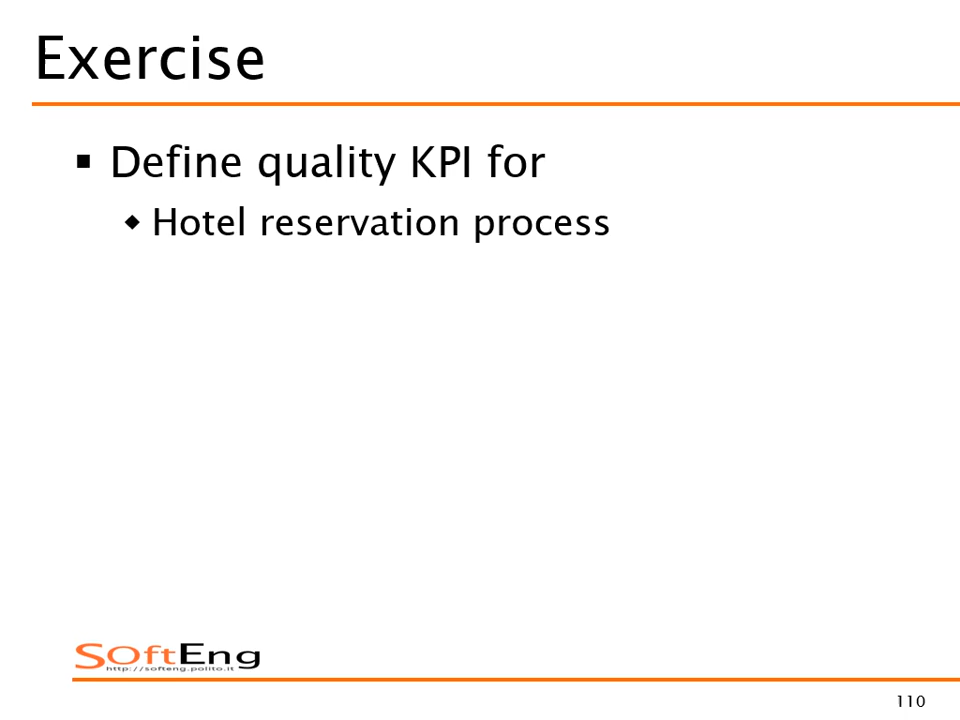 Exercise
Define quality KPI for
Hotel reservation process
SoftEng
http://softeng.polito.it
110